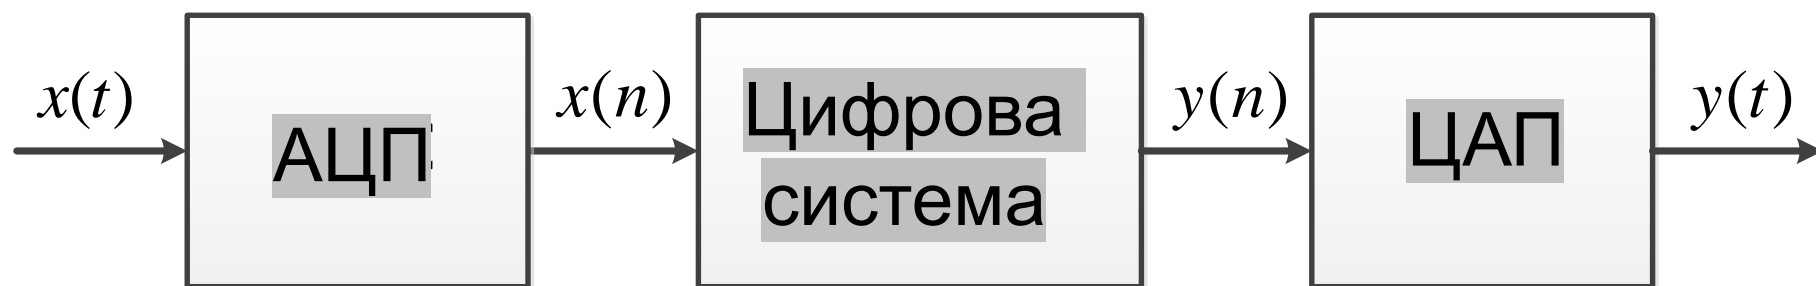 x(t)
АЦП
x(n)
Цифрова
система
y(n)
ЦАП
y(t)